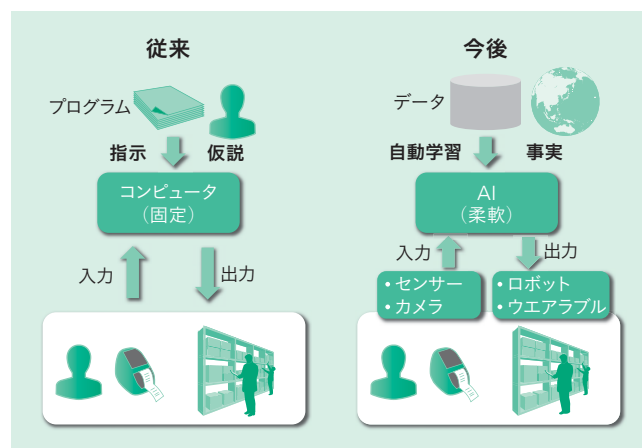 従来
プログラム
指示
仮説
コンピュータ
（固定）
入力
出力
今後
データ
自動学習
事実
AI
（柔軟）
入力
出力
• センサー
• カメラ
• ロボット
• ウエアラブル